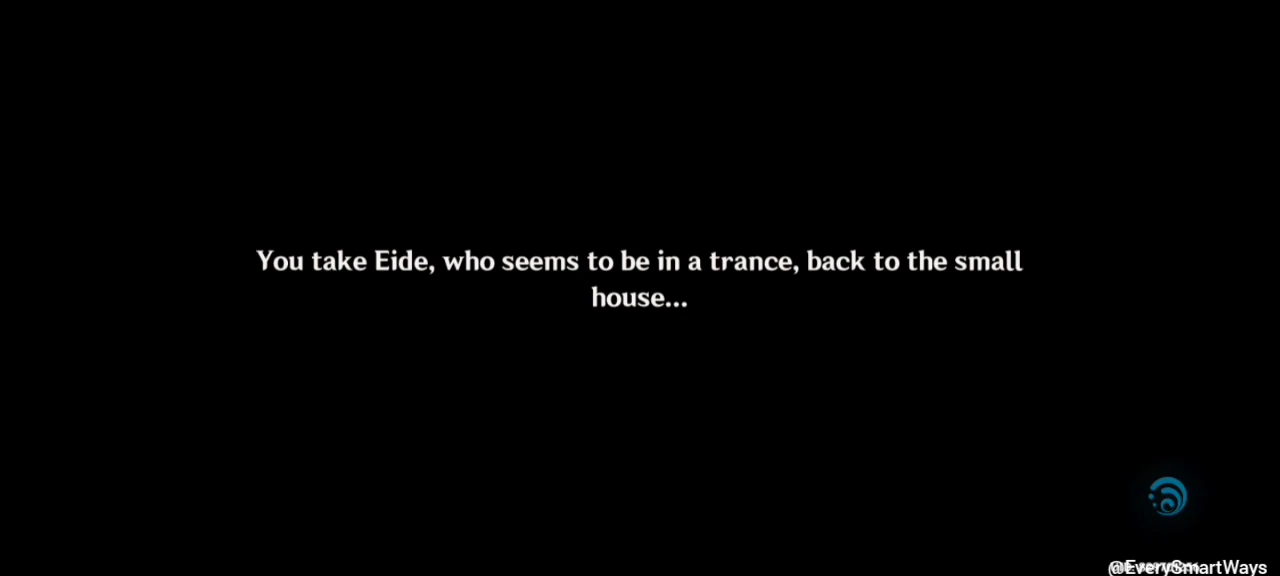 You take Eide, who seems to be in a trance, back to the small
house...
@EverySmartWays